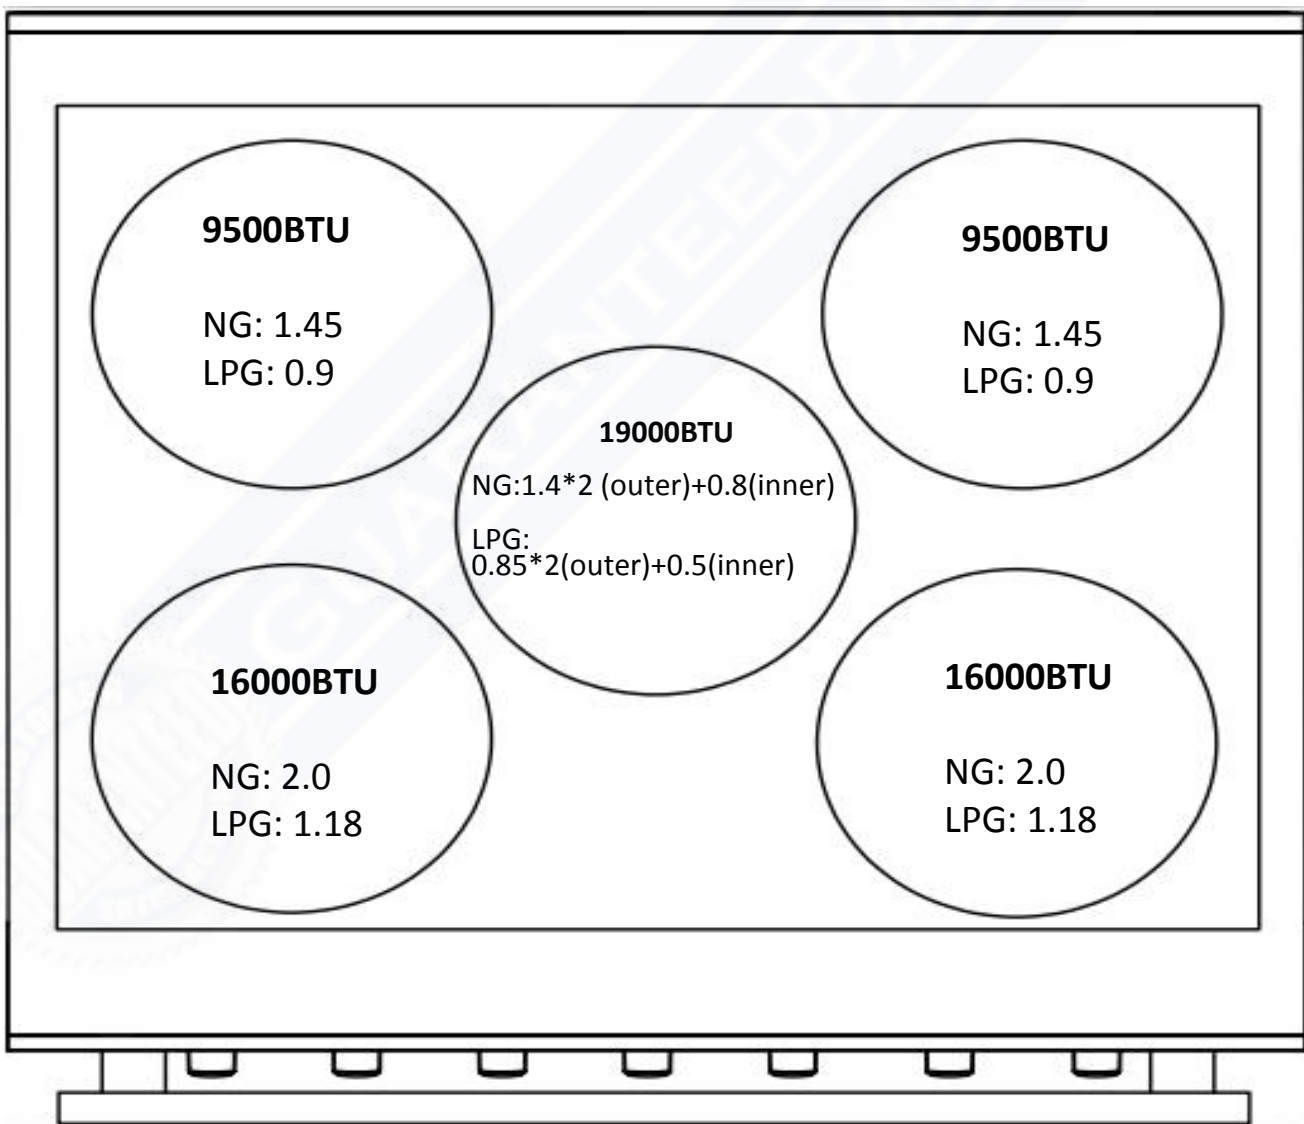 9500BTU
NG: 1.45
LPG: 0.9
9500BTU
NG: 1.45
LPG: 0.9
19000BTU
NG:1.4*2 (outer)+0.8(inner)
LPG:
0.85*2(outer)+0.5(inner)
16000BTU
NG: 2.0
LPG: 1.18
16000BTU
NG: 2.0
LPG: 1.18